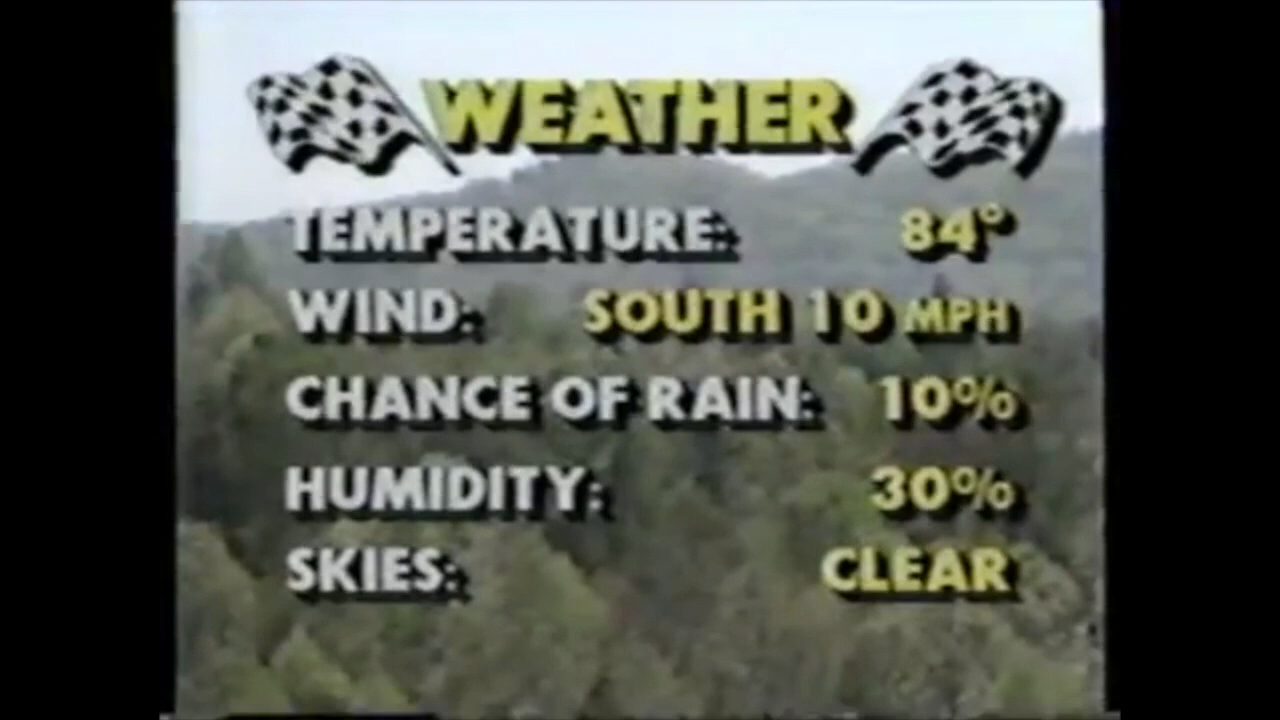 WEATHER
TEMPERATURE: 84°
WIND: SOUTH 10 MPH
CHANCE OF RAIN: 10%
HUMIDITY: 30%
SKIES: CLEAR